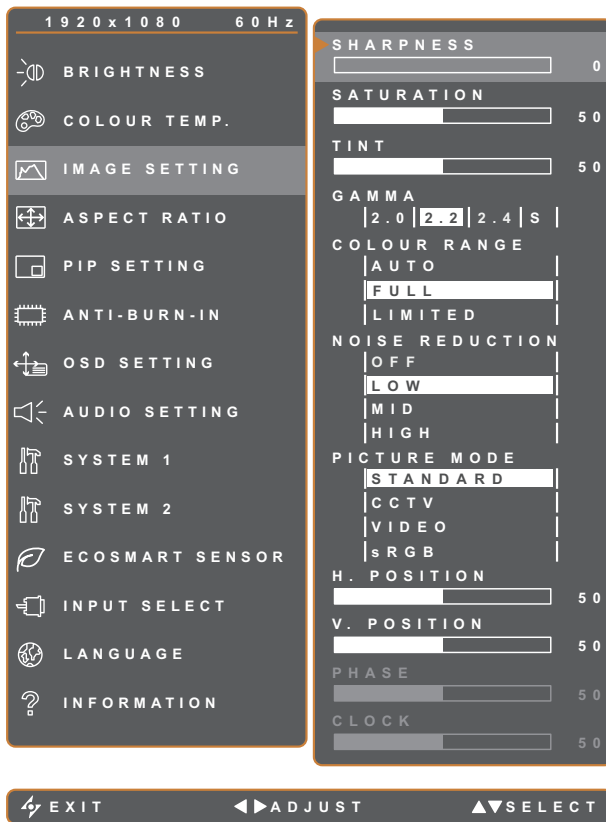 1920x1080 60Hz
BRIGHTNESS
COLOUR TEMP.
IMAGE SETTING
ASPECT RATIO
PIP SETTING
ANTI-BURN-IN
OSD SETTING
AUDIO SETTING
SYSTEM 1
SYSTEM 2
ECOSMART SENSOR
INPUT SELECT
LANGUAGE
INFORMATION
SHARPNESS
0
SATURATION
50
TINT
50
GAMMA
2.0 2.2 2.4 S
COLOUR RANGE
AUTO
FULL
LIMITED
NOISE REDUCTION
OFF
LOW
MID
HIGH
PICTURE MODE
STANDARD
CCTV
VIDEO
sRGB
H. POSITION
50
V. POSITION
50
PHASE
50
CLOCK
50
EXIT ADJUST SELECT